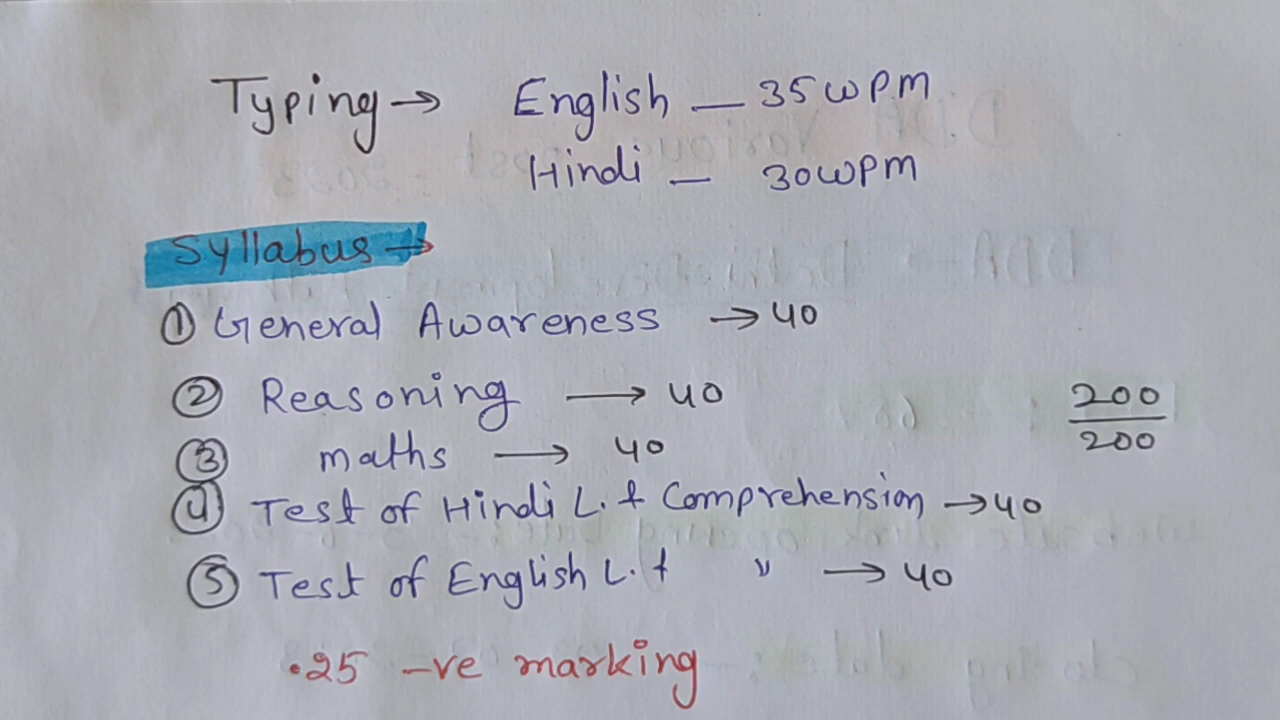 Typing → English — 35 WPM
Hindi — 30 WPM
Syllabus →
① General Awareness → 40
② Reasoning → 40
200
③ maths → 40
200
④ Test of Hindi L. & Comprehension → 40
⑤ Test of English L. & " → 40
.25 -ve marking